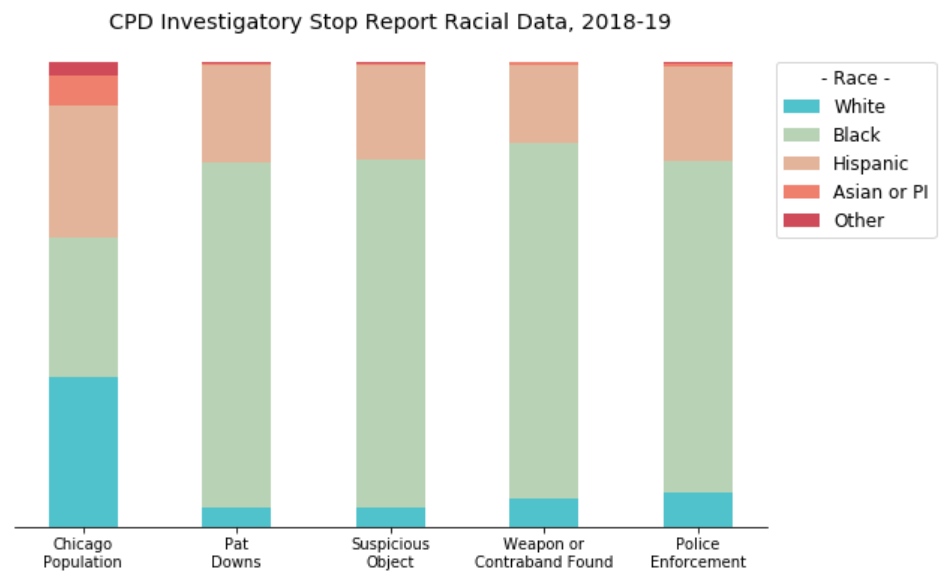 CPD Investigatory Stop Report Racial Data, 2018-19
- Race -
White
Black
Hispanic
Asian or PI
Other
Chicago
Population
Pat
Downs
Suspicious
Object
Weapon or
Contraband Found
Police
Enforcement